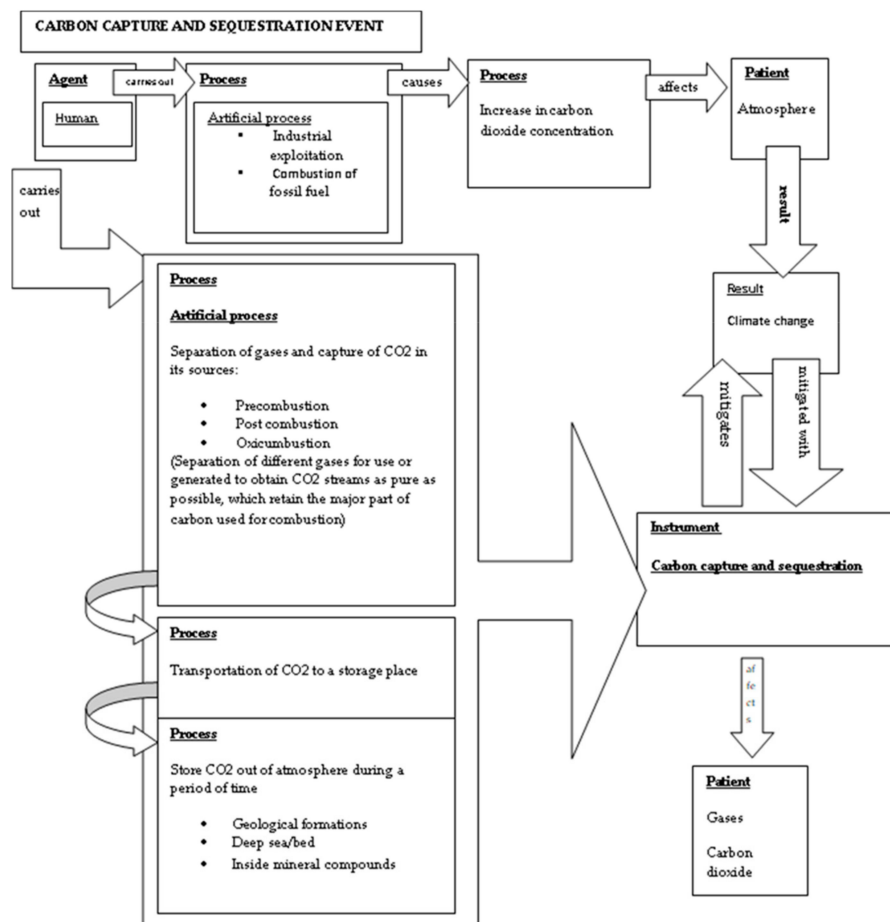 CARBON CAPTURE AND SEQUESTRATION EVENT
Agent
Human
carries out
Process
Artificial process
▪ Industrial
exploitation
▪ Combustion of
fossil fuel
causes
Process
Increase in carbon
dioxide concentration
affects
Patient
Atmosphere
result
Result
Climate change
mitigates
mitigated with
carries
out
Process
Artificial process
Separation of gases and capture of CO2 in
its sources:
• Precombustion
• Post combustion
• Oxicumbustion
(Separation of different gases for use or
generated to obtain CO2 streams as pure as
possible, which retain the major part of
carbon used for combustion)
Process
Transportation of CO2 to a storage place
Process
Store CO2 out of atmosphere during a
period of time
• Geological formations
• Deep sea/bed
• Inside mineral compounds
Instrument
Carbon capture and sequestration
af
fe
ct
s
Patient
Gases
Carbon
dioxide